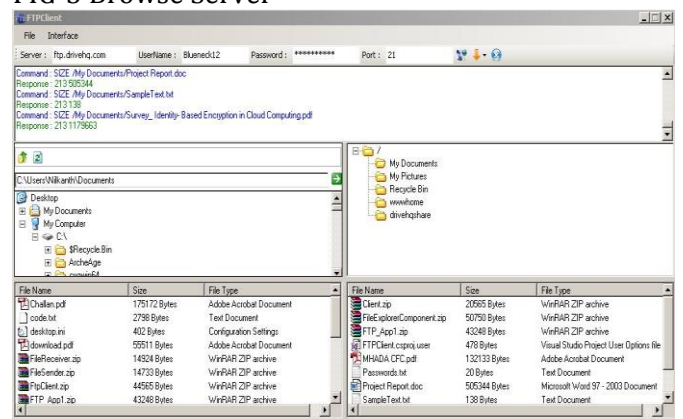 FIG-3 Browse Server
FTPClient
File Interface
Server : ftp.drivehq.com UserName : Blueneck12 Password : ********** Port : 21
Command : SIZE /My Documents/Project Report.doc
Response : 213 505344
Command : SIZE /My Documents/SampleText.txt
Response : 213 138
Command : SIZE /My Documents/Survey_ Identity- Based Encryption in Cloud Computing.pdf
Response : 213 1179663
C:\Users\Nilkanth\Documents
Desktop
My Documents
My Computer
C:\
$Recycle.Bin
ArcheAge
cygwin64
/
My Documents
My Pictures
Recycle Bin
wwwhome
drivehqshare
File Name Size File Type
Challan.pdf 175172 Bytes Adobe Acrobat Document
code.txt 2798 Bytes Text Document
desktop.ini 402 Bytes Configuration Settings
download.pdf 55511 Bytes Adobe Acrobat Document
FileReceiver.zip 14924 Bytes WinRAR ZIP archive
FileSender.zip 14733 Bytes WinRAR ZIP archive
FtpClient.zip 44565 Bytes WinRAR ZIP archive
FTP_App1.zip 43248 Bytes WinRAR ZIP archive
File Name Size File Type
Client.zip 20565 Bytes WinRAR ZIP archive
FileExplorerComponent.zip 50750 Bytes WinRAR ZIP archive
FTP_App1.zip 43248 Bytes WinRAR ZIP archive
FTPClient.csproj.user 478 Bytes Visual Studio Project User Options file
MHADA CFC.pdf 132133 Bytes Adobe Acrobat Document
Passwords.txt 20 Bytes Text Document
Project Report.doc 505344 Bytes Microsoft Word 97 - 2003 Document
SampleText.txt 138 Bytes Text Document